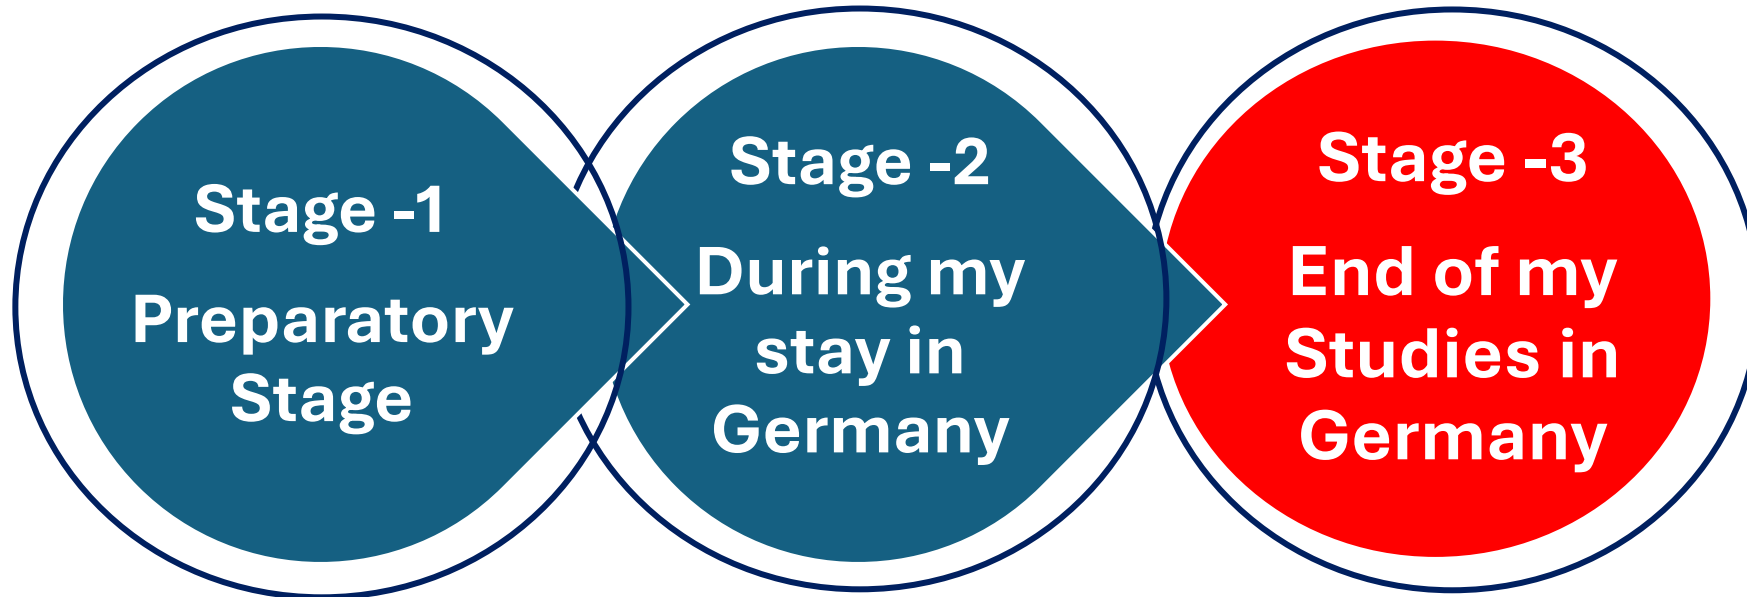 Stage -1
Preparatory
Stage
Stage -2
During my
stay in
Germany
Stage -3
End of my
Studies in
Germany